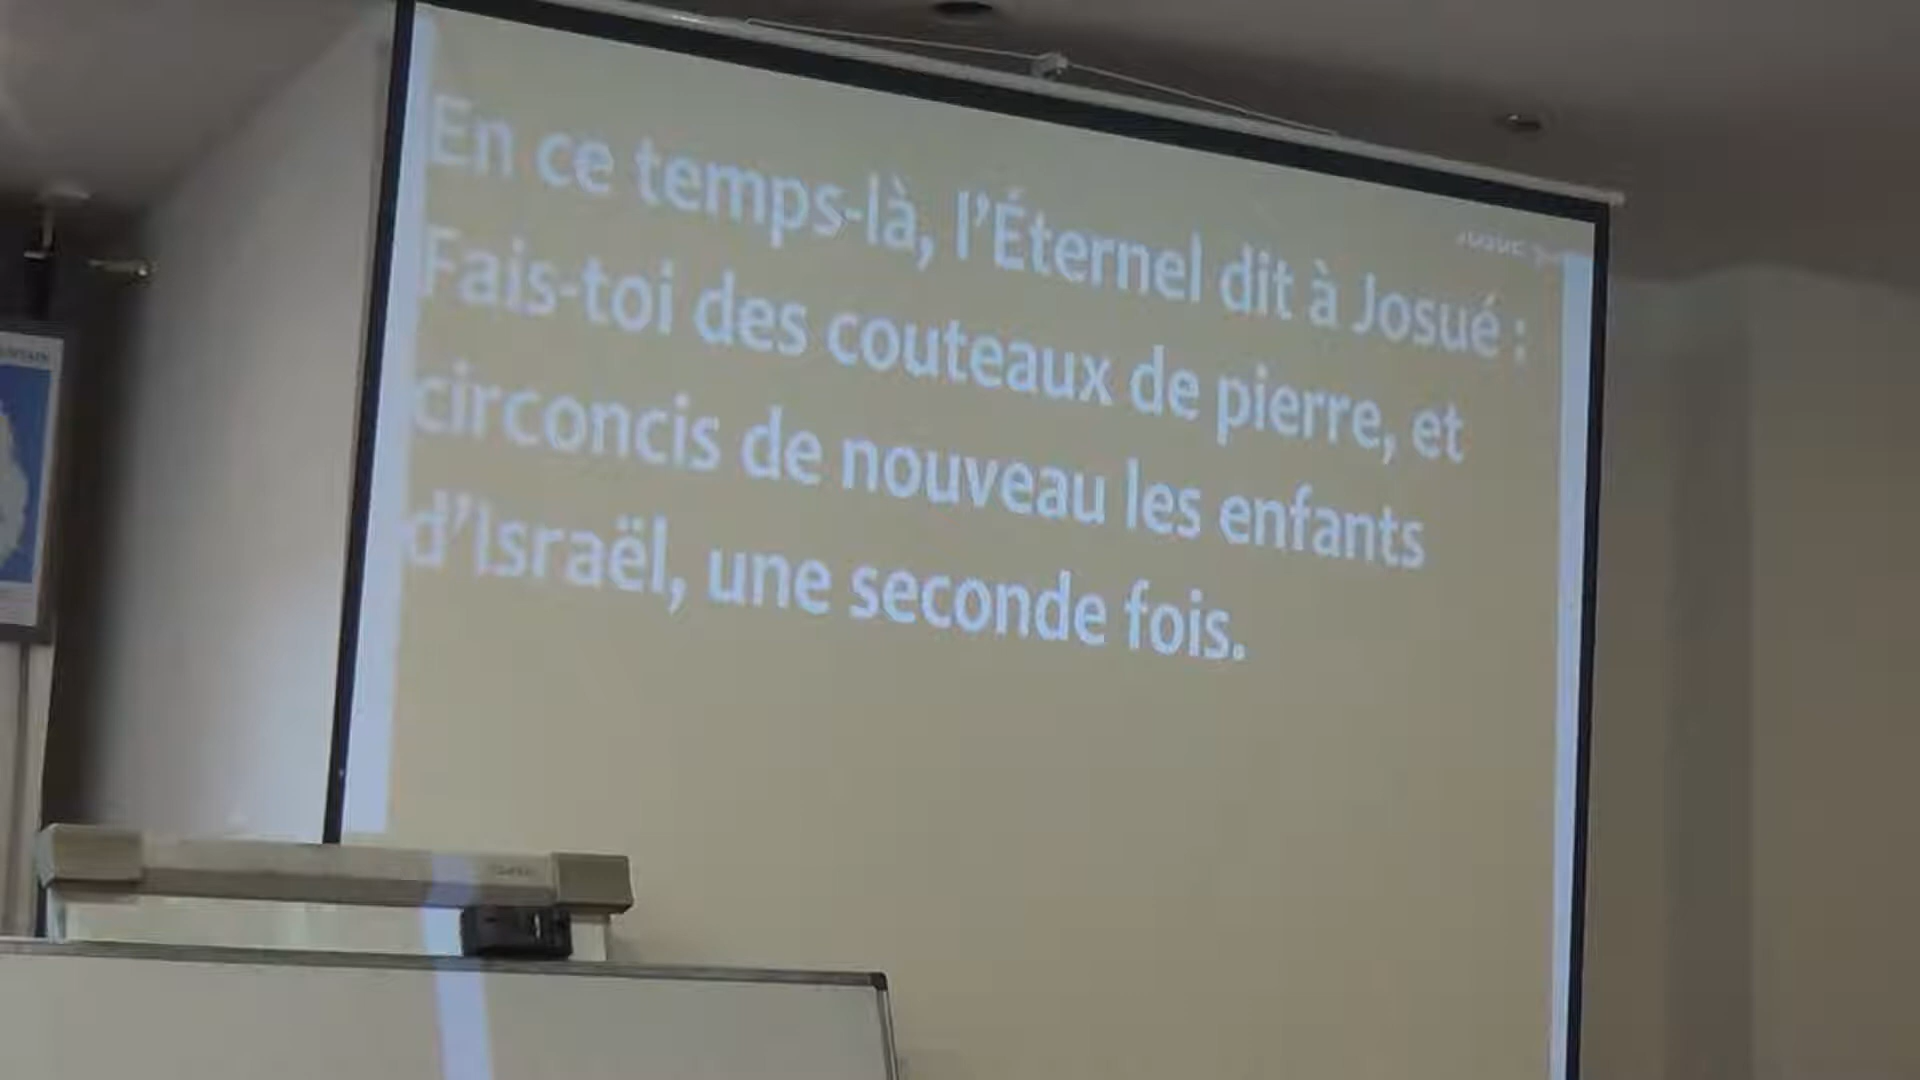 En ce temps-là, l’Éternel dit à Josué :
Fais-toi des couteaux de pierre, et
circoncis de nouveau les enfants
d’Israël, une seconde fois.